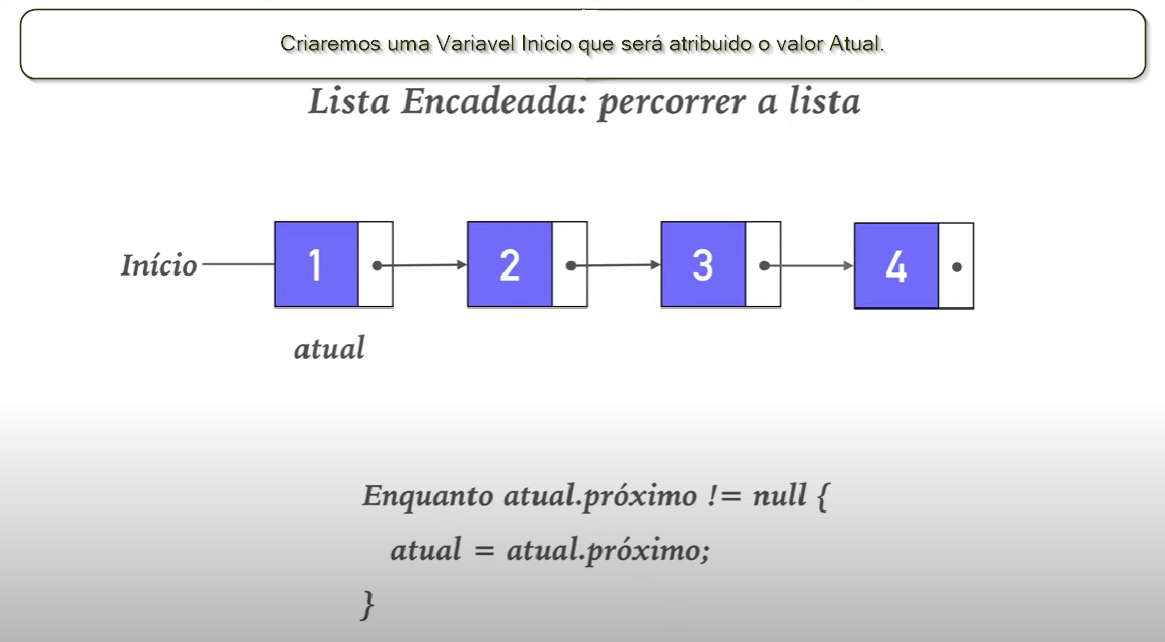 Criaremos uma Variavel Inicio que será atribuido o valor Atual.
Lista Encadeada: percorrer a lista
Início
1
2
3
4
atual
Enquanto atual.próximo != null {
atual = atual.próximo;
}